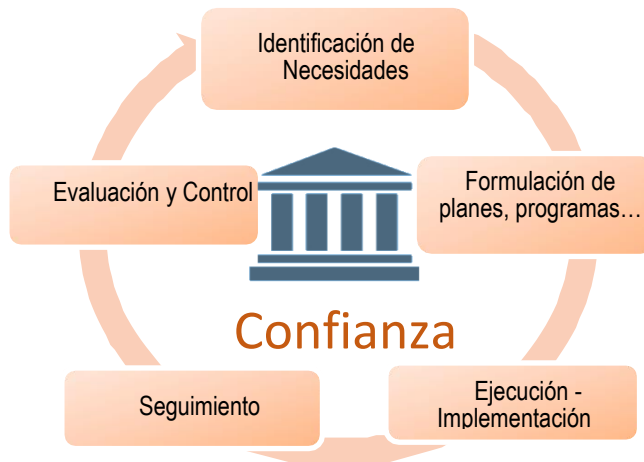 Identificación de
Necesidades
Formulación de
planes, programas…
Ejecución -
Implementación
Seguimiento
Evaluación y Control
Confianza